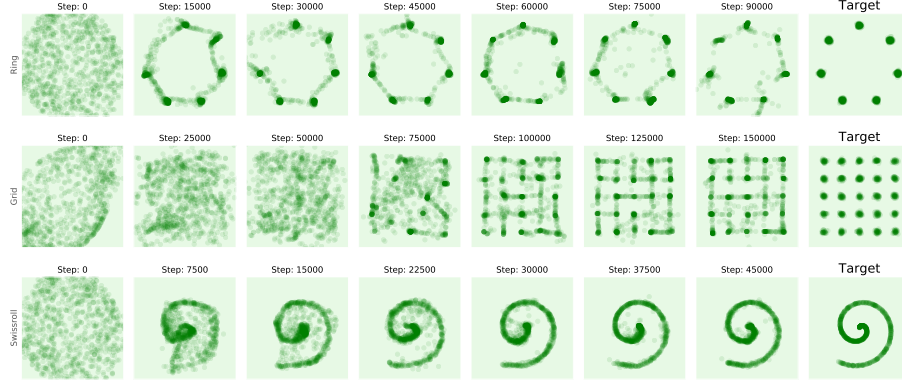 Step: 0 Step: 15000 Step: 30000 Step: 45000 Step: 60000 Step: 75000 Step: 90000 Target
Ring
Step: 0 Step: 25000 Step: 50000 Step: 75000 Step: 100000 Step: 125000 Step: 150000 Target
Grid
Step: 0 Step: 7500 Step: 15000 Step: 22500 Step: 30000 Step: 37500 Step: 45000 Target
Swissroll